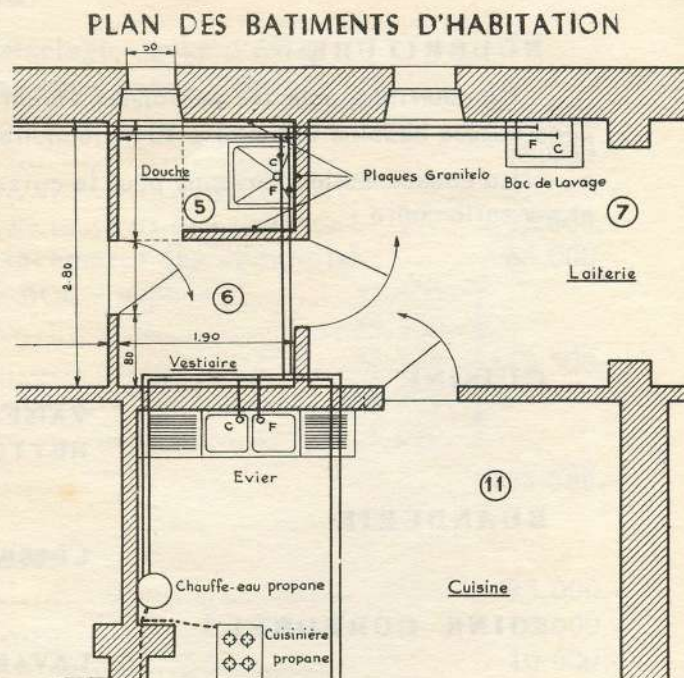 PLAN DES BATIMENTS D'HABITATION
50
Douche
5
C
F
Plaques Granitelo
F C
Bac de Lavage
7
Laiterie
2.80
6
1.90
80
Vestiaire
C F
Evier
11
Chauffe-eau propane
Cuisine
Cuisinière
propane